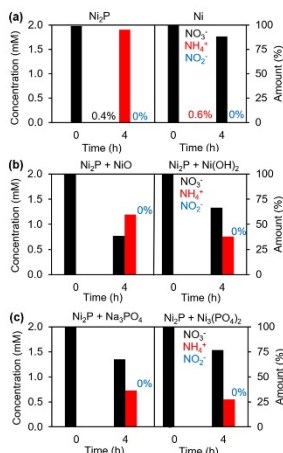 (a)
Ni₂P
Ni
2.0
1.5
1.0
0.5
0.0
Concentration (mM)
NO₃⁻
NH₄⁺
NO₂⁻
0.4%
0%
0.6%
0%
100
75
50
25
0
Amount (%)
0
4
0
4
Time (h)
Time (h)
(b)
Ni₂P + NiO
Ni₂P + Ni(OH)₂
2.0
1.5
1.0
0.5
0.0
Concentration (mM)
0%
NO₃⁻
NH₄⁺
NO₂⁻
0%
100
75
50
25
0
Amount (%)
0
4
0
4
Time (h)
Time (h)
(c)
Ni₂P + Na₃PO₄
Ni₂P + Ni₃(PO₄)₂
2.0
1.5
1.0
0.5
0.0
Concentration (mM)
0%
NO₃⁻
NH₄⁺
NO₂⁻
0%
100
75
50
25
0
Amount (%)
0
4
0
4
Time (h)
Time (h)